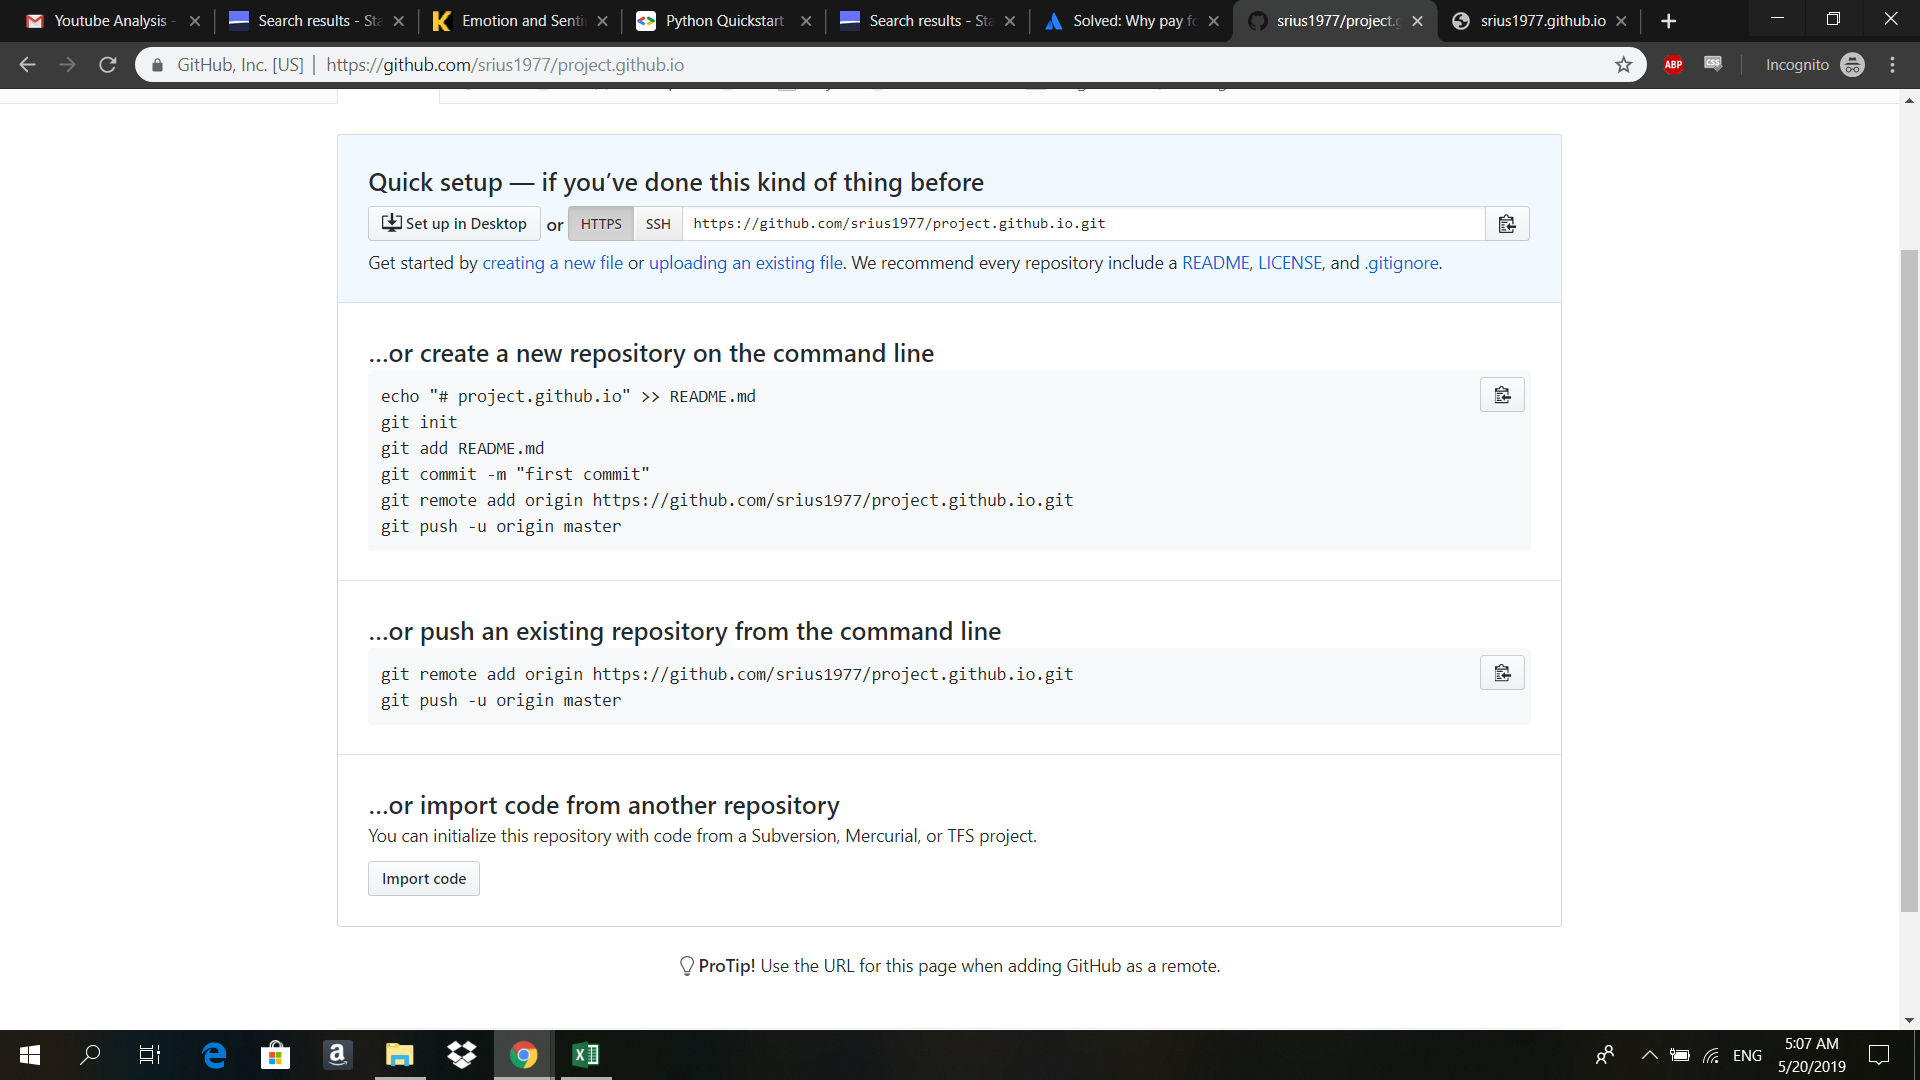 Youtube Analysis -
Search results - Sta
Emotion and Senti
Python Quickstart
Search results - Sta
Solved: Why pay fo
srius1977/project.g
srius1977.github.io
GitHub, Inc. [US] | https://github.com/srius1977/project.github.io
ABP
CSS
Incognito
Quick setup — if you've done this kind of thing before
Set up in Desktop or HTTPS SSH https://github.com/srius1977/project.github.io.git
Get started by creating a new file or uploading an existing file. We recommend every repository include a README, LICENSE, and .gitignore.
…or create a new repository on the command line
echo "# project.github.io" >> README.md
git init
git add README.md
git commit -m "first commit"
git remote add origin https://github.com/srius1977/project.github.io.git
git push -u origin master
…or push an existing repository from the command line
git remote add origin https://github.com/srius1977/project.github.io.git
git push -u origin master
…or import code from another repository
You can initialize this repository with code from a Subversion, Mercurial, or TFS project.
Import code
ProTip! Use the URL for this page when adding GitHub as a remote.
ENG
5:07 AM
5/20/2019